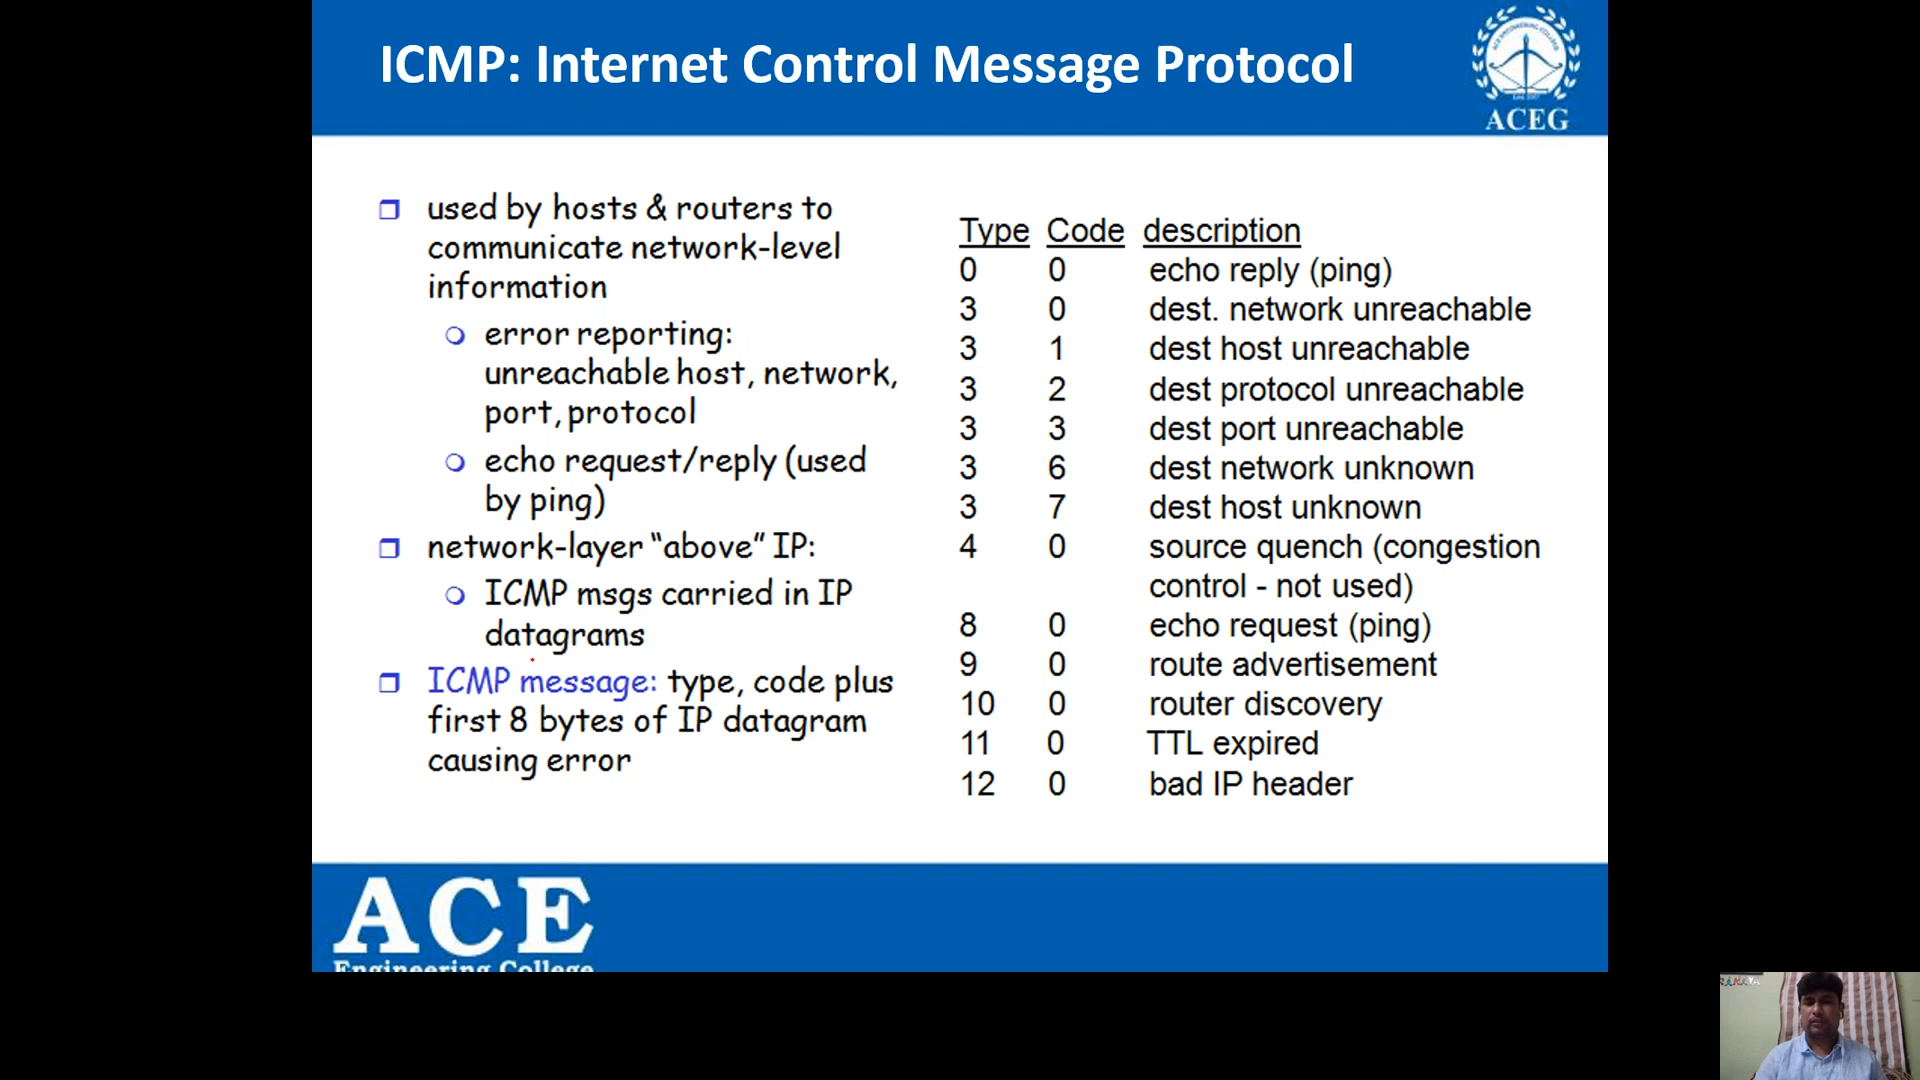 ICMP: Internet Control Message Protocol
ACEG
used by hosts & routers to
communicate network-level
information
error reporting:
unreachable host, network,
port, protocol
echo request/reply (used
by ping)
network-layer “above” IP:
ICMP msgs carried in IP
datagrams
ICMP message: type, code plus
first 8 bytes of IP datagram
causing error
Type Code description
0 0 echo reply (ping)
3 0 dest. network unreachable
3 1 dest host unreachable
3 2 dest protocol unreachable
3 3 dest port unreachable
3 6 dest network unknown
3 7 dest host unknown
4 0 source quench (congestion
control - not used)
8 0 echo request (ping)
9 0 route advertisement
10 0 router discovery
11 0 TTL expired
12 0 bad IP header
ACE
Engineering College